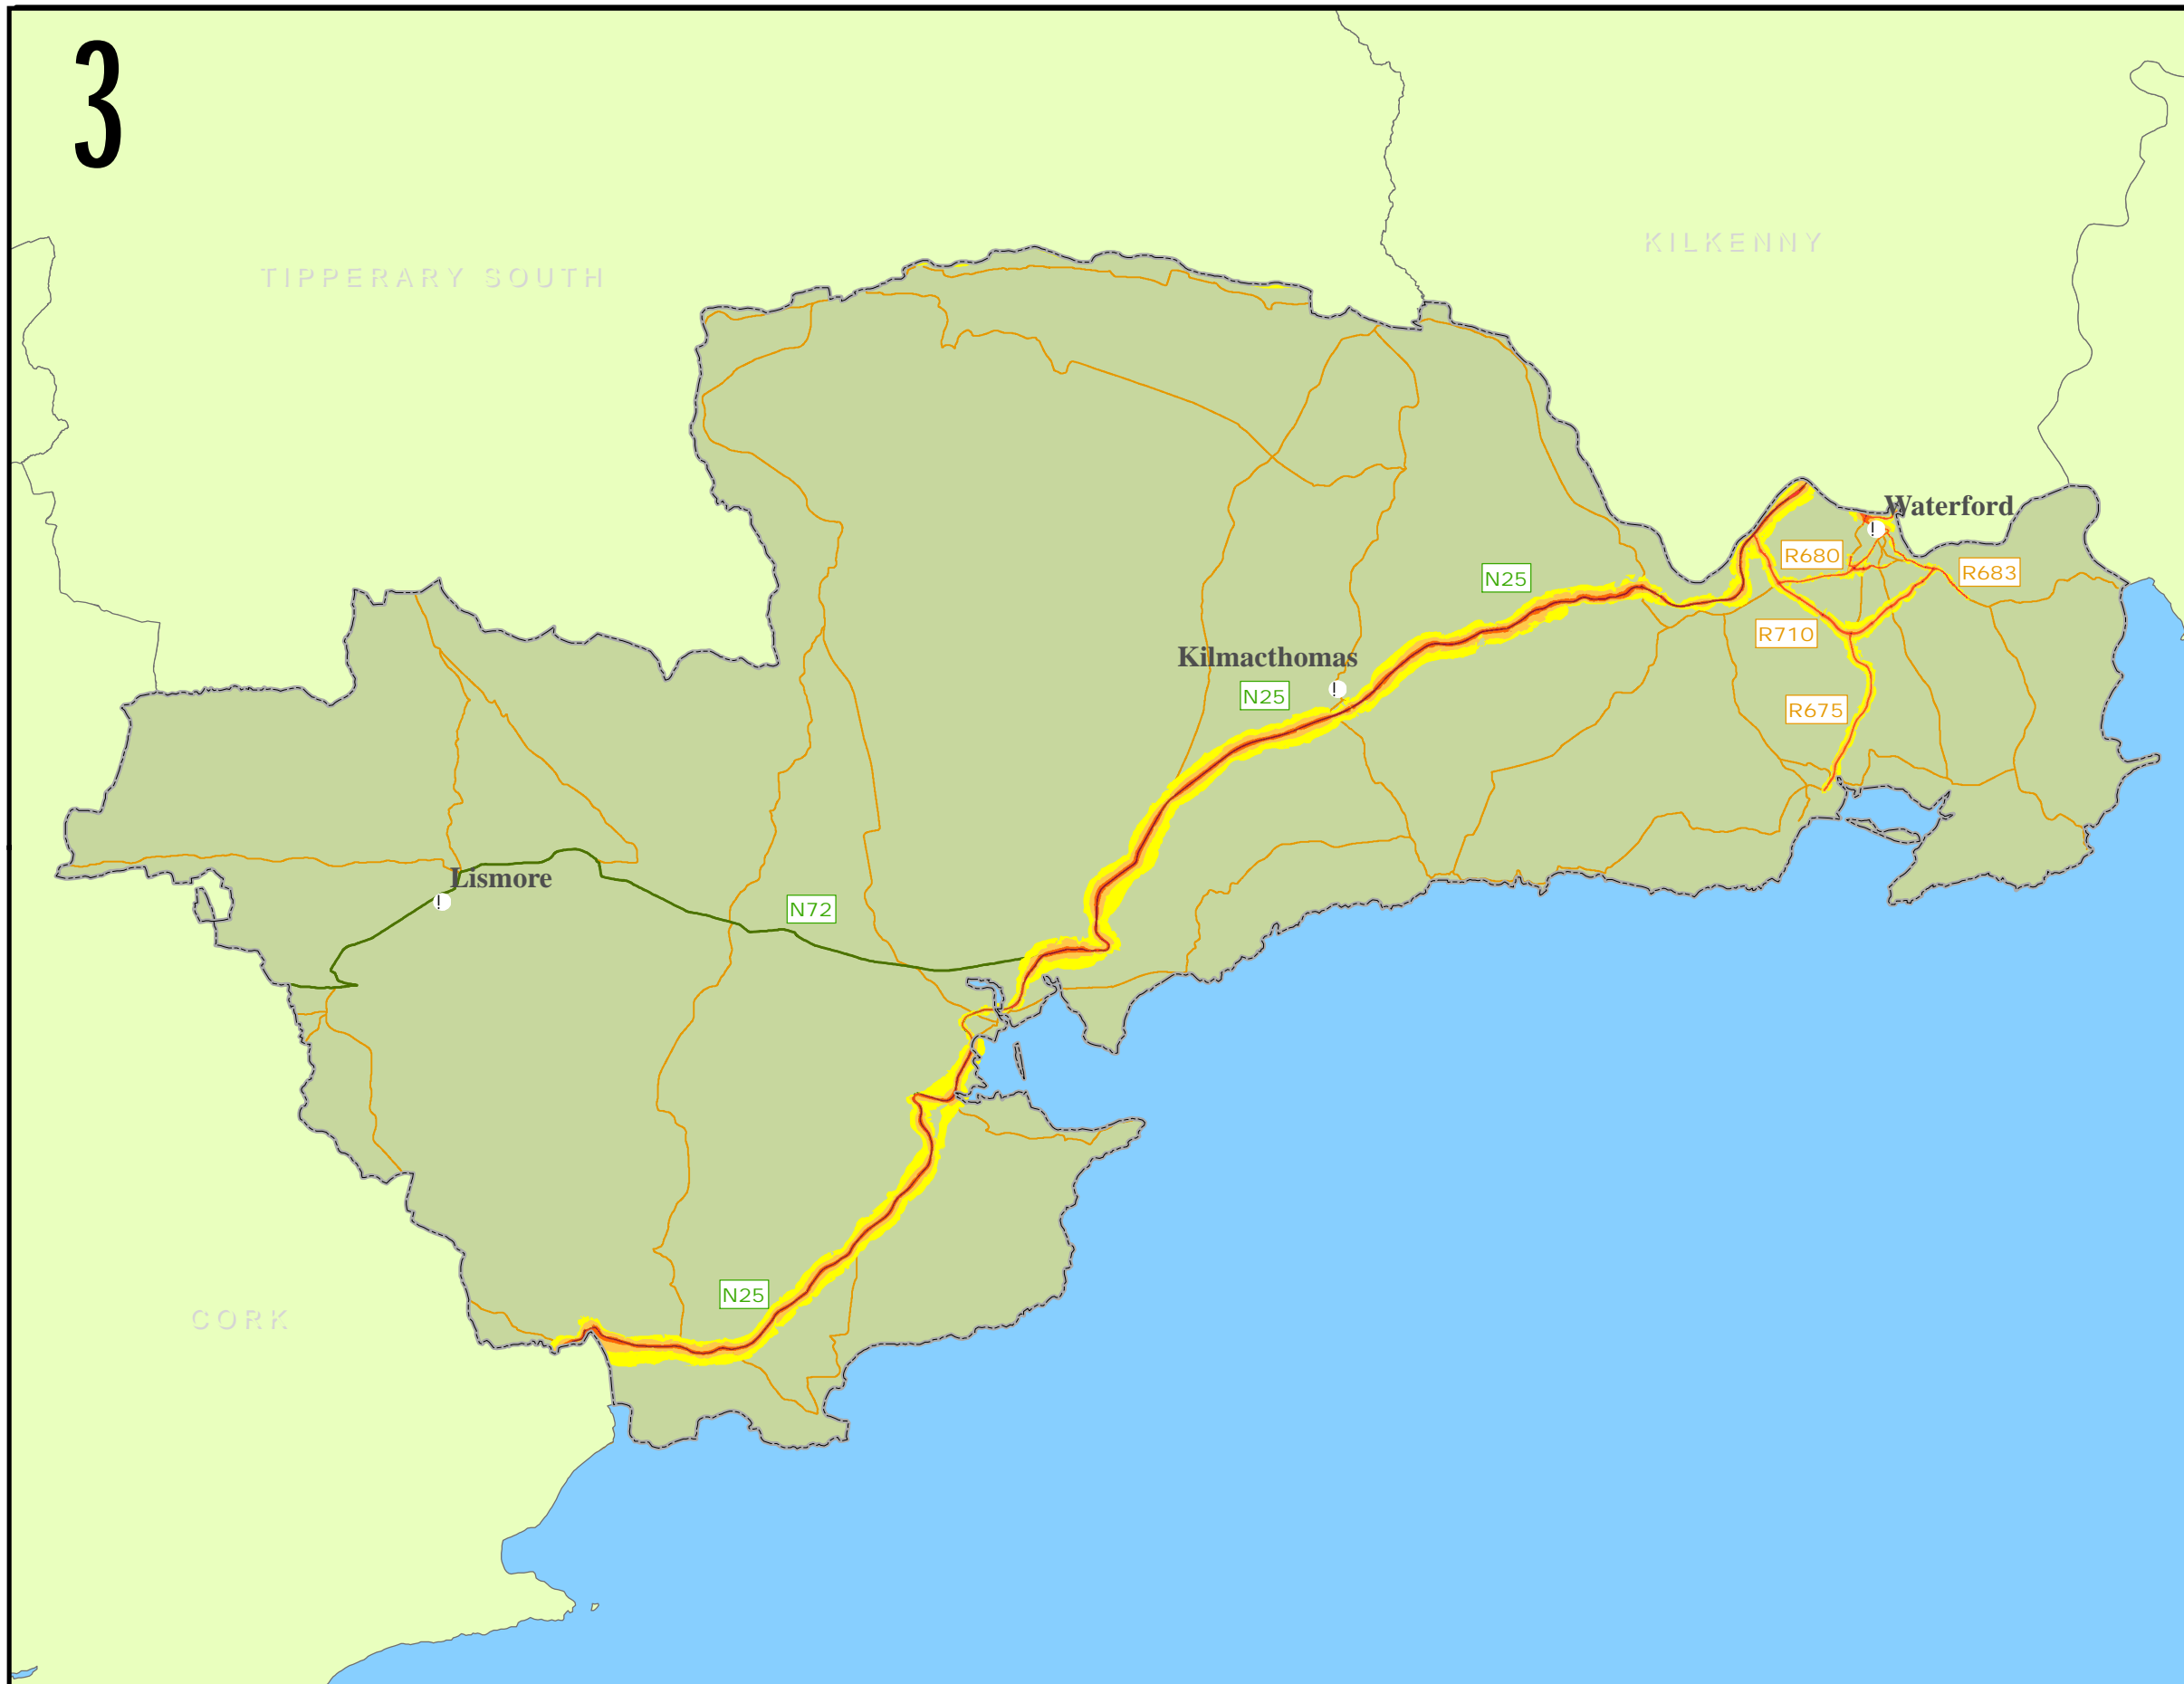 3
KILKENNY
TIPPERARY SOUTH
Waterford
!
R680
R683
N25
R710
Kilmacthomas
!
N25
R675
Lismore
!
N72
N25
CORK